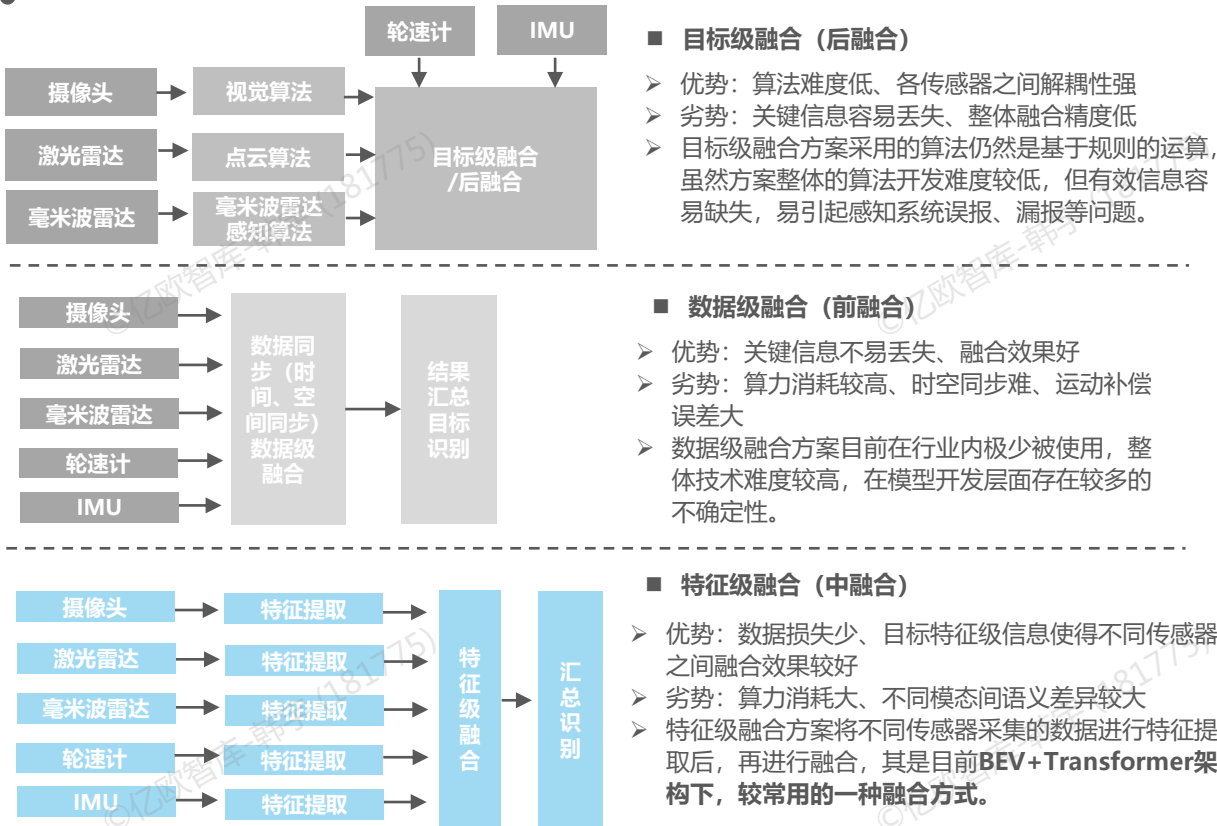 轮速计
IMU
摄像头
视觉算法
激光雷达
点云算法
毫米波雷达
毫米波雷达
感知算法
目标级融合
/后融合
■ 目标级融合（后融合）
➢ 优势：算法难度低、各传感器之间解耦性强
➢ 劣势：关键信息容易丢失、整体融合精度低
➢ 目标级融合方案采用的算法仍然是基于规则的运算，
虽然方案整体的算法开发难度较低，但有效信息容
易缺失，易引起感知系统误报、漏报等问题。
摄像头
激光雷达
毫米波雷达
轮速计
IMU
数据同
步（时
间、空
间同步）
数据级
融合
结果
汇总
目标
识别
■ 数据级融合（前融合）
➢ 优势：关键信息不易丢失、融合效果好
➢ 劣势：算力消耗较高、时空同步难、运动补偿
误差大
➢ 数据级融合方案目前在行业内极少被使用，整
体技术难度较高，在模型开发层面存在较多的
不确定性。
摄像头
特征提取
激光雷达
特征提取
毫米波雷达
特征提取
轮速计
特征提取
IMU
特征提取
特征级融合
汇总识别
■ 特征级融合（中融合）
➢ 优势：数据损失少、目标特征级信息使得不同传感器
之间融合效果较好
➢ 劣势：算力消耗大、不同模态间语义差异较大
➢ 特征级融合方案将不同传感器采集的数据进行特征提
取后，再进行融合，其是目前BEV+Transformer架
构下，较常用的一种融合方式。